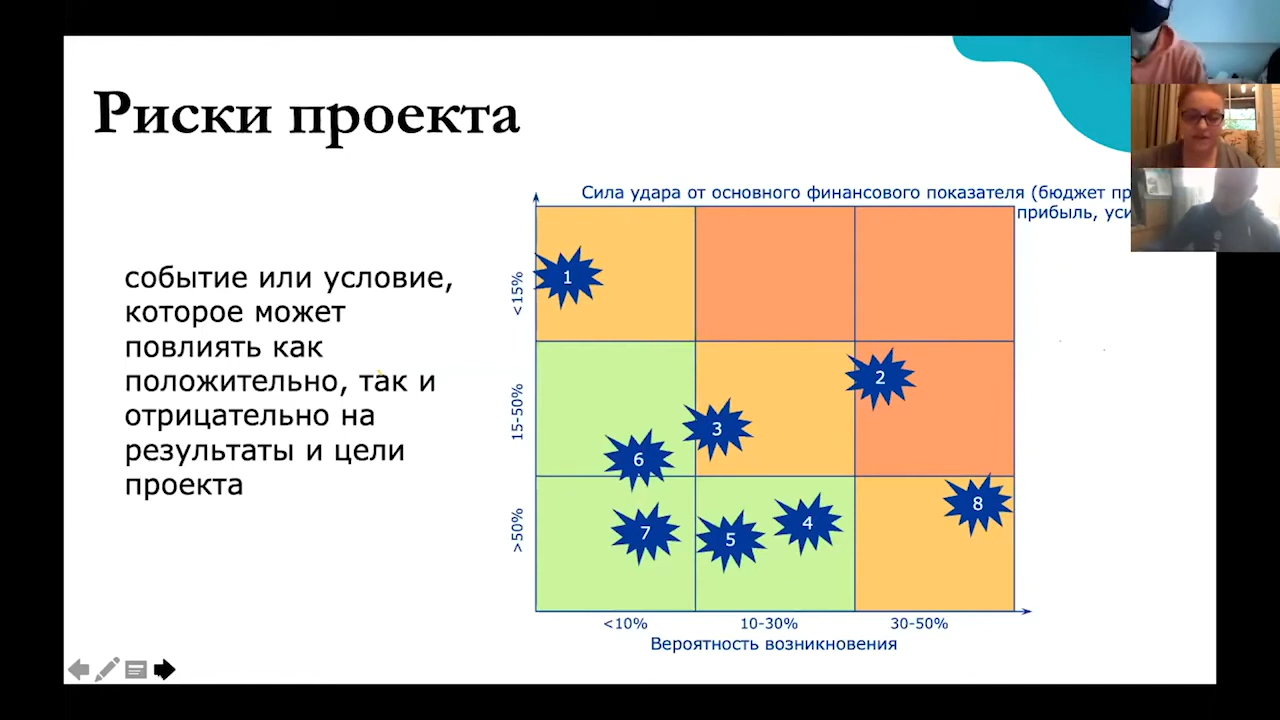 Риски проекта
событие или условие,
которое может
повлиять как
положительно, так и
отрицательно на
результаты и цели
проекта
Сила удара от основного финансового показателя (бюджет
прибыль,
<15%
15-50%
>50%
1
2
3
6
8
4
7
5
<10%
10-30%
30-50%
Вероятность возникновения